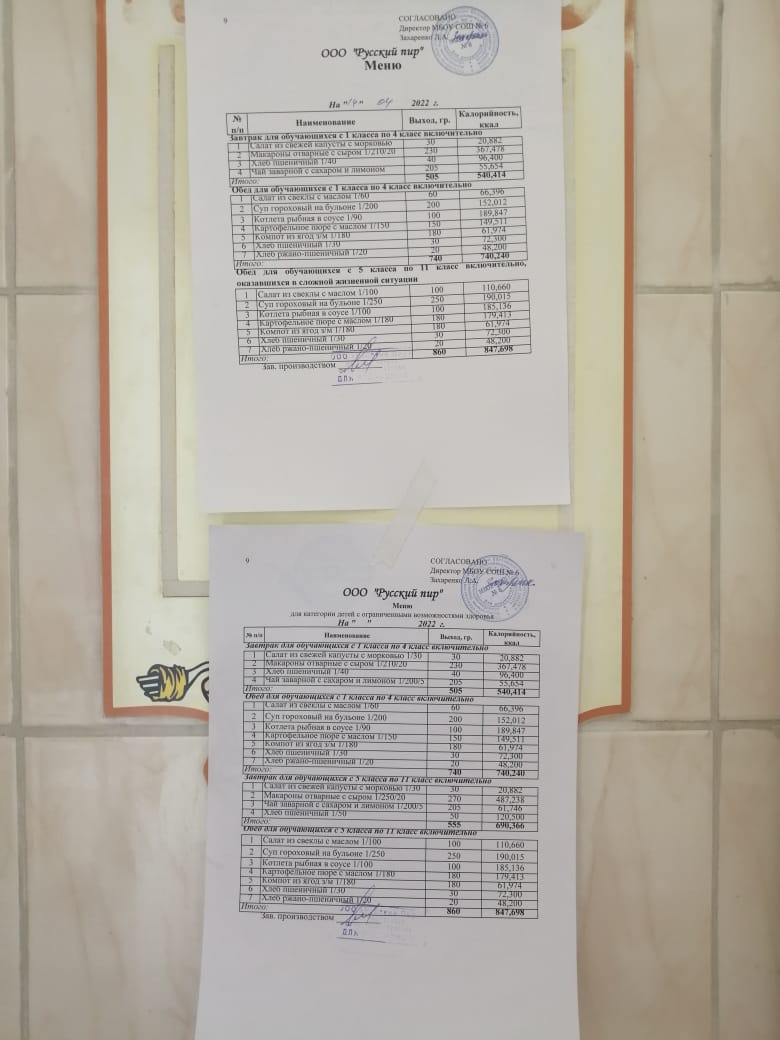 9
СОГЛАСОВАНО
Директор МБОУ СОШ № 6
Захаренко Л.А.
ООО "Русский пир"
Меню
На "14" 04 2022 г.
№ п/п Наименование Выход, гр. Калорийность, ккал
Завтрак для обучающихся с 1 класса по 4 класс включительно
1 Салат из свежей капусты с морковью 30 20,882
2 Макароны отварные с сыром 1/210/20 230 367,478
3 Хлеб пшеничный 1/40 40 96,400
4 Чай заварной с сахаром и лимоном 205 55,654
Итого: 505 540,414
Обед для обучающихся с 1 класса по 4 класс включительно
1 Салат из свеклы с маслом 1/60 60 66,396
2 Суп гороховый на бульоне 1/200 200 152,012
3 Котлета рыбная в соусе 1/90 100 189,847
4 Картофельное пюре с маслом 1/150 150 149,511
5 Компот из ягод з/м 1/180 180 61,974
6 Хлеб пшеничный 1/30 30 72,300
7 Хлеб ржано-пшеничный 1/20 20 48,200
Итого: 740 740,240
Обед для обучающихся с 5 класса по 11 класс включительно,
оказавшихся в сложной жизненной ситуации
1 Салат из свеклы с маслом 1/100 100 110,660
2 Суп гороховый на бульоне 1/250 250 190,015
3 Котлета рыбная в соусе 1/100 100 185,136
4 Картофельное пюре с маслом 1/180 180 179,413
5 Компот из ягод з/м 1/180 180 61,974
6 Хлеб пшеничный 1/30 30 72,300
7 Хлеб ржано-пшеничный 1/20 20 48,200
Итого: 860 847,698
Зав. производством
9
СОГЛАСОВАНО
Директор МБОУ СОШ № 6
Захаренко Л.А.
ООО "Русский пир"
Меню
для категории детей с ограниченными возможностями здоровья
На " " 2022 г.
№ п/п Наименование Выход, гр. Калорийность, ккал
Завтрак для обучающихся с 1 класса по 4 класс включительно
1 Салат из свежей капусты с морковью 1/30 30 20,882
2 Макароны отварные с сыром 1/210/20 230 367,478
3 Хлеб пшеничный 1/40 40 96,400
4 Чай заварной с сахаром и лимоном 1/200/5 205 55,654
Итого: 505 540,414
Обед для обучающихся с 1 класса по 4 класс включительно
1 Салат из свеклы с маслом 1/60 60 66,396
2 Суп гороховый на бульоне 1/200 200 152,012
3 Котлета рыбная в соусе 1/90 100 189,847
4 Картофельное пюре с маслом 1/150 150 149,511
5 Компот из ягод з/м 1/180 180 61,974
6 Хлеб пшеничный 1/30 30 72,300
7 Хлеб ржано-пшеничный 1/20 20 48,200
Итого: 740 740,240
Завтрак для обучающихся с 5 класса по 11 класс включительно
1 Салат из свежей капусты с морковью 1/30 30 20,882
2 Макароны отварные с сыром 1/250/20 270 487,238
3 Чай заварной с сахаром и лимоном 1/200/5 205 61,746
4 Хлеб пшеничный 1/50 50 120,500
Итого: 555 690,366
Обед для обучающихся с 5 класса по 11 класс включительно
1 Салат из свеклы с маслом 1/100 100 110,660
2 Суп гороховый на бульоне 1/250 250 190,015
3 Котлета рыбная в соусе 1/100 100 185,136
4 Картофельное пюре с маслом 1/180 180 179,413
5 Компот из ягод з/м 1/180 180 61,974
6 Хлеб пшеничный 1/30 30 72,300
7 Хлеб ржано-пшеничный 1/20 20 48,200
Итого: 860 847,698
Зав. производством